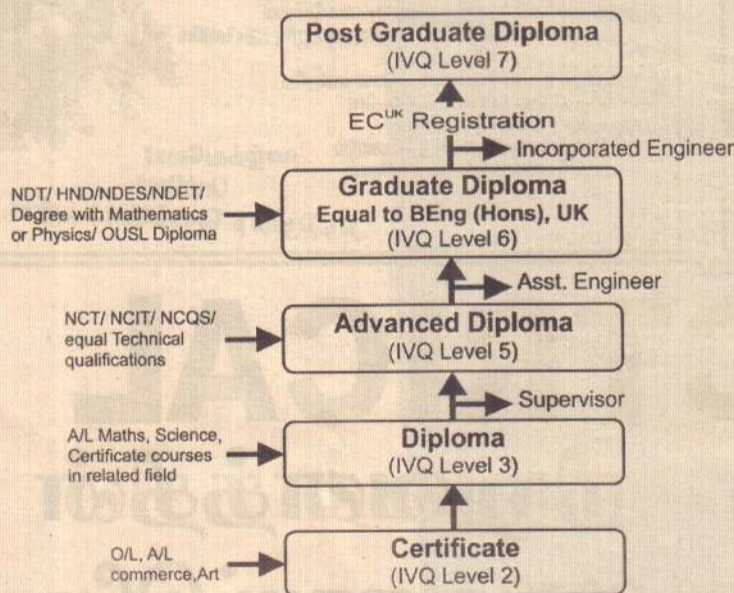 Post Graduate Diploma
(IVQ Level 7)
EC^UK Registration
Incorporated Engineer
NDT/ HND/NDES/NDET/
Degree with Mathematics
or Physics/ OUSL Diploma
Graduate Diploma
Equal to BEng (Hons), UK
(IVQ Level 6)
Asst. Engineer
NCT/ NCIT/ NCQS/
equal Technical
qualifications
Advanced Diploma
(IVQ Level 5)
Supervisor
A/L Maths, Science,
Certificate courses
in related field
Diploma
(IVQ Level 3)
O/L, A/L
commerce,Art
Certificate
(IVQ Level 2)